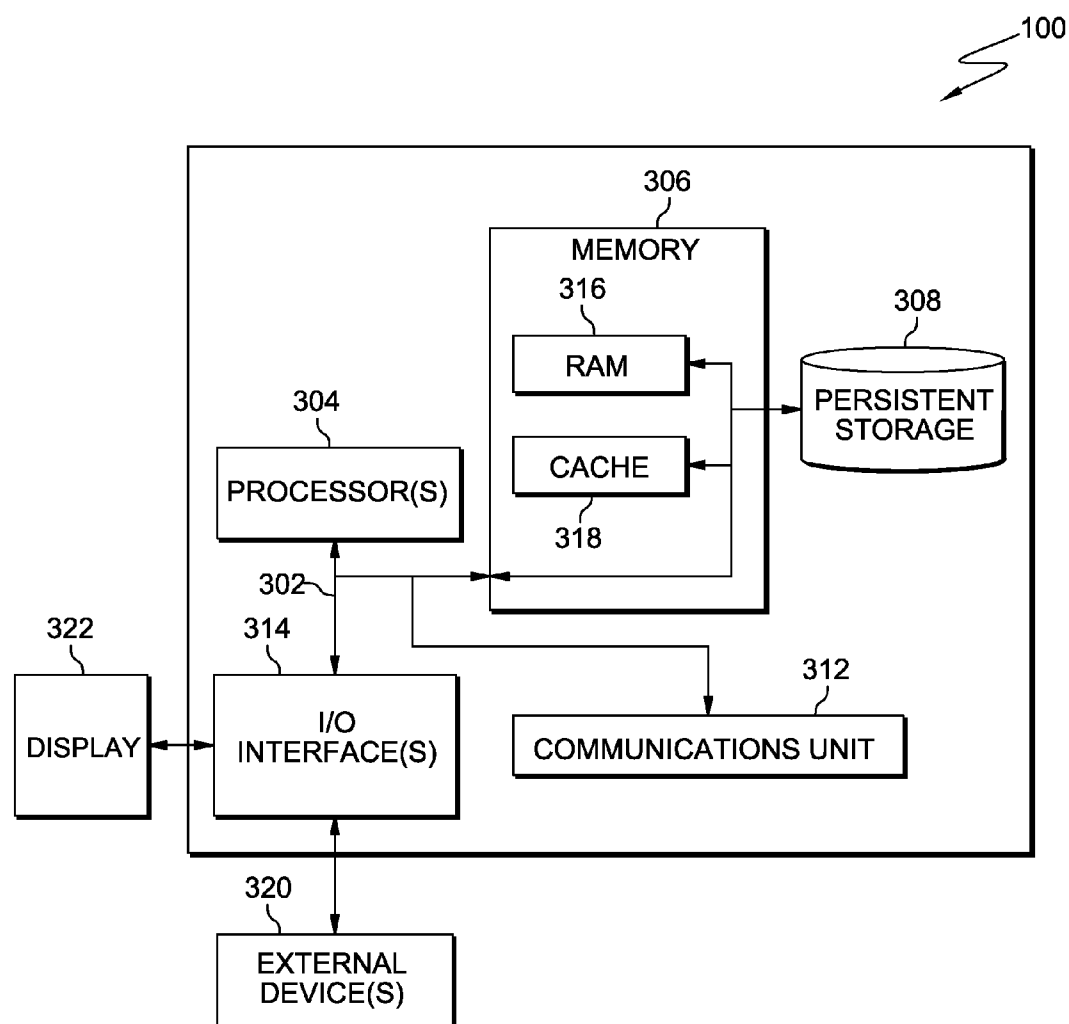 100
306
MEMORY
316
RAM
308
PERSISTENT
STORAGE
304
PROCESSOR(S)
CACHE
318
302
314
322
I/O
INTERFACE(S)
DISPLAY
312
COMMUNICATIONS UNIT
320
EXTERNAL
DEVICE(S)